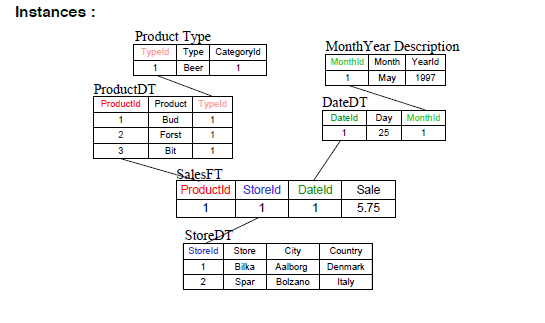 Instances :
Product Type
TypeId Type CategoryId
1 Beer 1
MonthYear Description
MonthId Month YearId
1 May 1997
ProductDT
ProductId Product TypeId
1 Bud 1
2 Forst 1
3 Bit 1
DateDT
DateId Day MonthId
1 25 1
SalesFT
ProductId StoreId DateId Sale
1 1 1 5.75
StoreDT
StoreId Store City Country
1 Bilka Aalborg Denmark
2 Spar Bolzano Italy